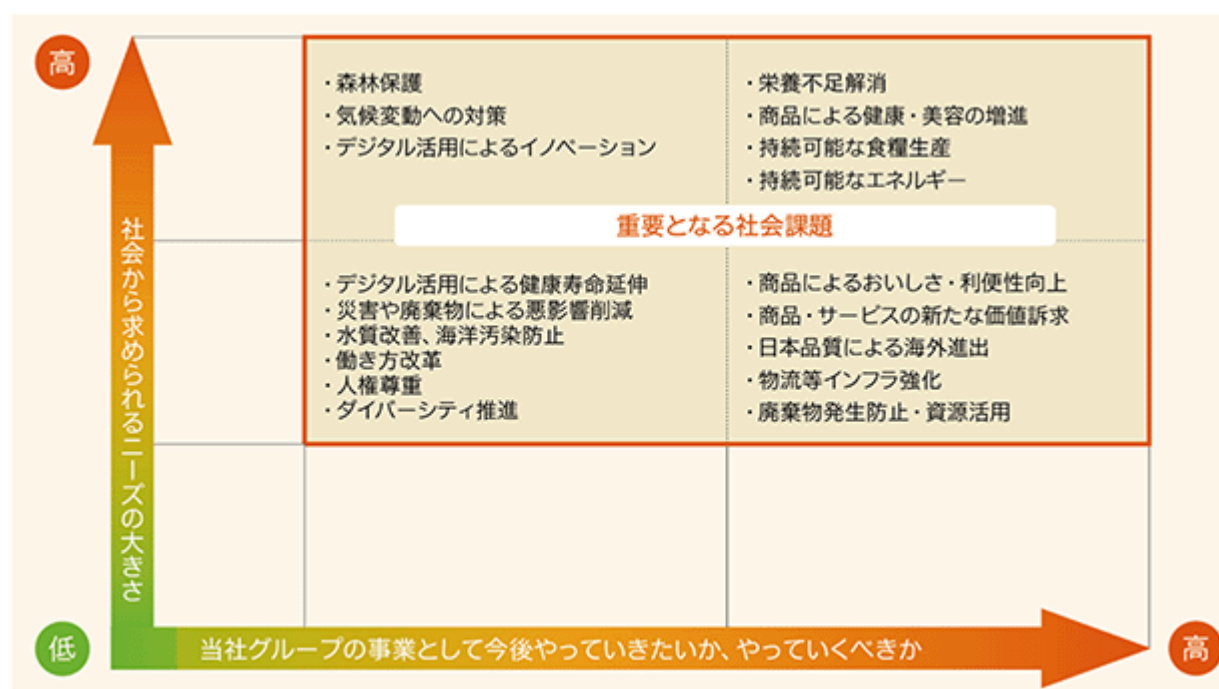 高
・森林保護
・気候変動への対策
・デジタル活用によるイノベーション
・栄養不足解消
・商品による健康・美容の増進
・持続可能な食糧生産
・持続可能なエネルギー
重要となる社会課題
・デジタル活用による健康寿命延伸
・災害や廃棄物による悪影響削減
・水質改善、海洋汚染防止
・働き方改革
・人権尊重
・ダイバーシティ推進
・商品によるおいしさ・利便性向上
・商品・サービスの新たな価値訴求
・日本品質による海外進出
・物流等インフラ強化
・廃棄物発生防止・資源活用
社会から求められるニーズの大きさ
低
当社グループの事業として今後やっていきたいか、やっていくべきか
高